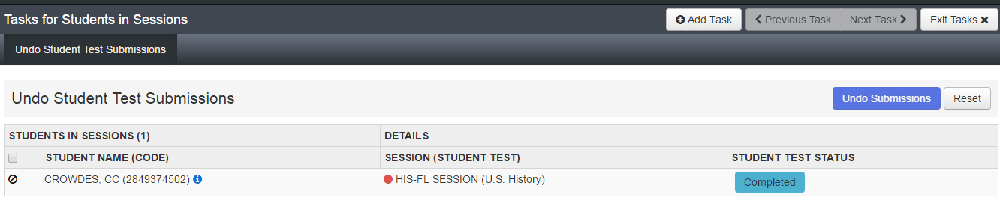 Tasks for Students in Sessions
Add Task
Previous Task
Next Task
Exit Tasks
Undo Student Test Submissions
Undo Student Test Submissions
Undo Submissions
Reset
STUDENTS IN SESSIONS (1)
DETAILS
STUDENT NAME (CODE)
SESSION (STUDENT TEST)
STUDENT TEST STATUS
CROWDES, CC (2849374502)
HIS-FL SESSION (U.S. History)
Completed